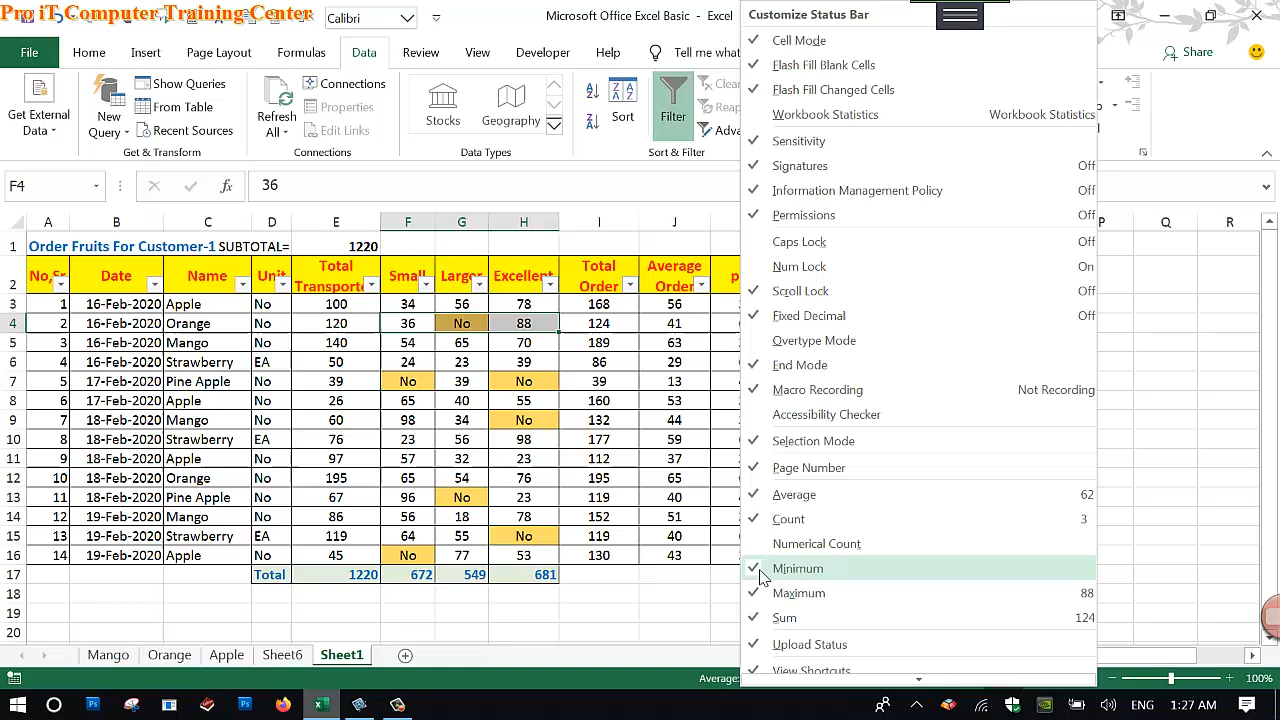 Pro iT Computer Training Center
Calibri
Microsoft Office Excel Basic - Excel
File Home Insert Page Layout Formulas Data Review View Developer Help Tell me what
Share
Get External Data
New Query
Show Queries
From Table
Recent Sources
Get & Transform
Refresh All
Connections
Properties
Edit Links
Connections
Stocks
Geography
Data Types
Sort
Filter
Clear
Reap
Adva
Sort & Filter
F4
36
A B C D E F G H I J P Q R
1 Order Fruits For Customer-1 SUBTOTAL= 1220
2 No,Sr Date Name Unit Total Transporte Small Larger Excellent Total Order Average Order p
3 1 16-Feb-2020 Apple No 100 34 56 78 168 56
4 2 16-Feb-2020 Orange No 120 36 No 88 124 41
5 3 16-Feb-2020 Mango No 140 54 65 70 189 63
6 4 16-Feb-2020 Strawberry EA 50 24 23 39 86 29
7 5 17-Feb-2020 Pine Apple No 39 No 39 No 39 13
8 6 17-Feb-2020 Apple No 26 65 40 55 160 53
9 7 18-Feb-2020 Mango No 60 98 34 No 132 44
10 8 18-Feb-2020 Strawberry EA 76 23 56 98 177 59
11 9 18-Feb-2020 Apple No 97 57 32 23 112 37
12 10 18-Feb-2020 Orange No 195 65 54 76 195 65
13 11 18-Feb-2020 Pine Apple No 67 96 No 23 119 40
14 12 19-Feb-2020 Mango No 86 56 18 78 152 51
15 13 19-Feb-2020 Strawberry EA 119 64 55 No 119 40
16 14 19-Feb-2020 Apple No 45 No 77 53 130 43
17 Total 1220 672 549 681
18
19
20
Mango Orange Apple Sheet6 Sheet1
Average:
100%
Customize Status Bar
Cell Mode
Flash Fill Blank Cells
Flash Fill Changed Cells
Workbook Statistics Workbook Statistics
Sensitivity
Signatures Off
Information Management Policy Off
Permissions Off
Caps Lock Off
Num Lock On
Scroll Lock Off
Fixed Decimal Off
Overtype Mode
End Mode
Macro Recording Not Recording
Accessibility Checker
Selection Mode
Page Number
Average 62
Count 3
Numerical Count
Minimum
Maximum 88
Sum 124
Upload Status
View Shortcuts
ENG 1:27 AM